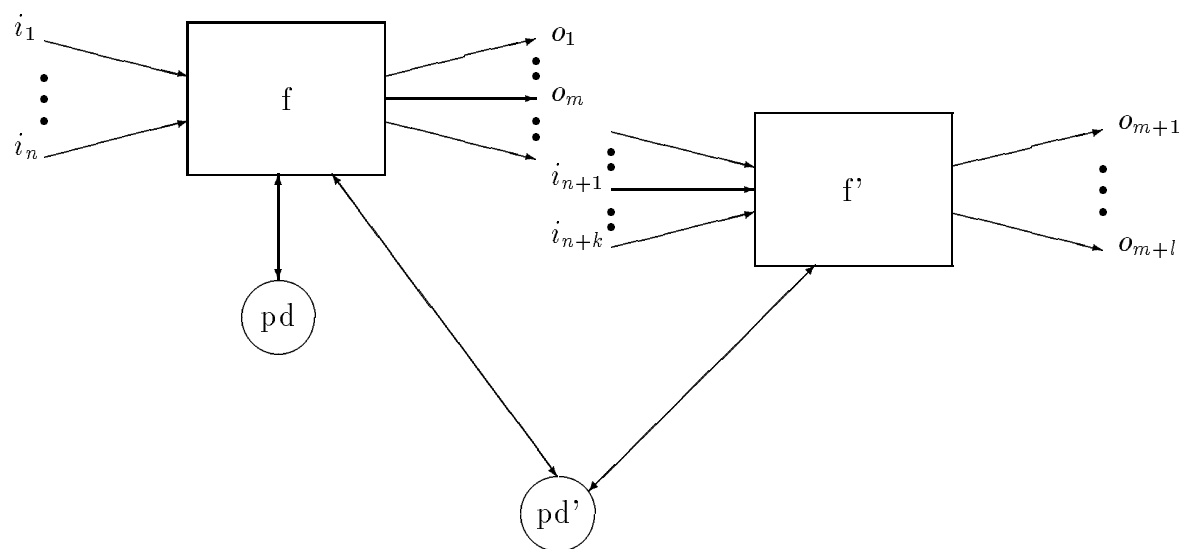 i₁
iₙ
f
o₁
oₘ
iₙ₊₁
iₙ₊ₖ
f'
oₘ₊₁
oₘ₊ₗ
pd
pd'